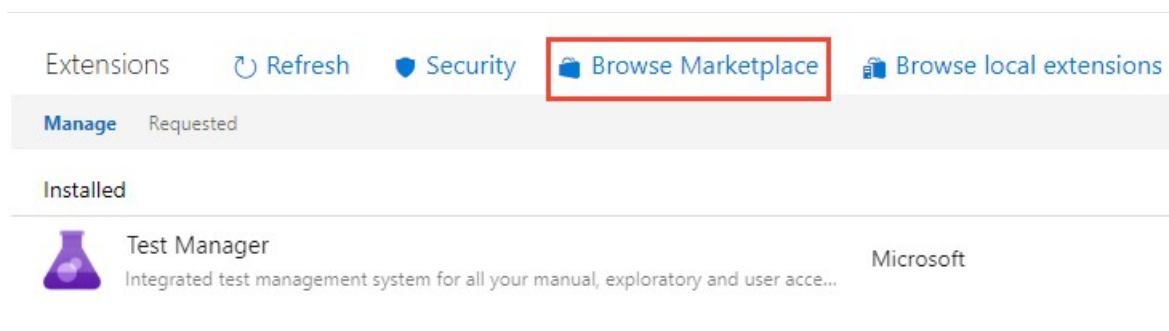 Extensions Refresh Security Browse Marketplace Browse local extensions
Manage Requested
Installed
Test Manager
Microsoft
Integrated test management system for all your manual, exploratory and user acce...